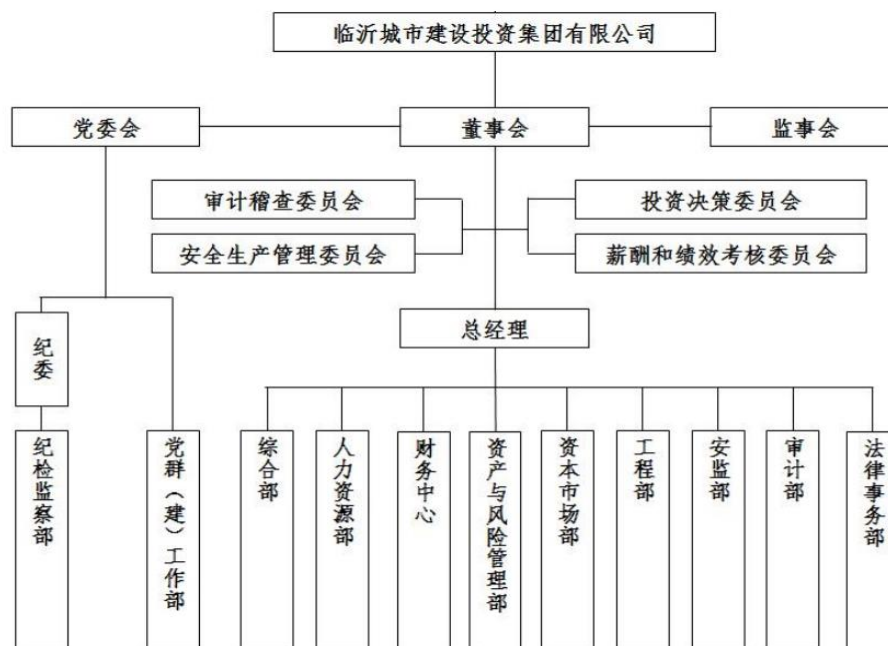 临沂城市建设投资集团有限公司
党委会
董事会
监事会
审计稽查委员会
投资决策委员会
安全生产管理委员会
薪酬和绩效考核委员会
总经理
纪委
纪检监察部
党群（建）工作部
综合部
人力资源部
财务中心
资产与风险管理部
资本市场部
工程部
安监部
审计部
法律事务部